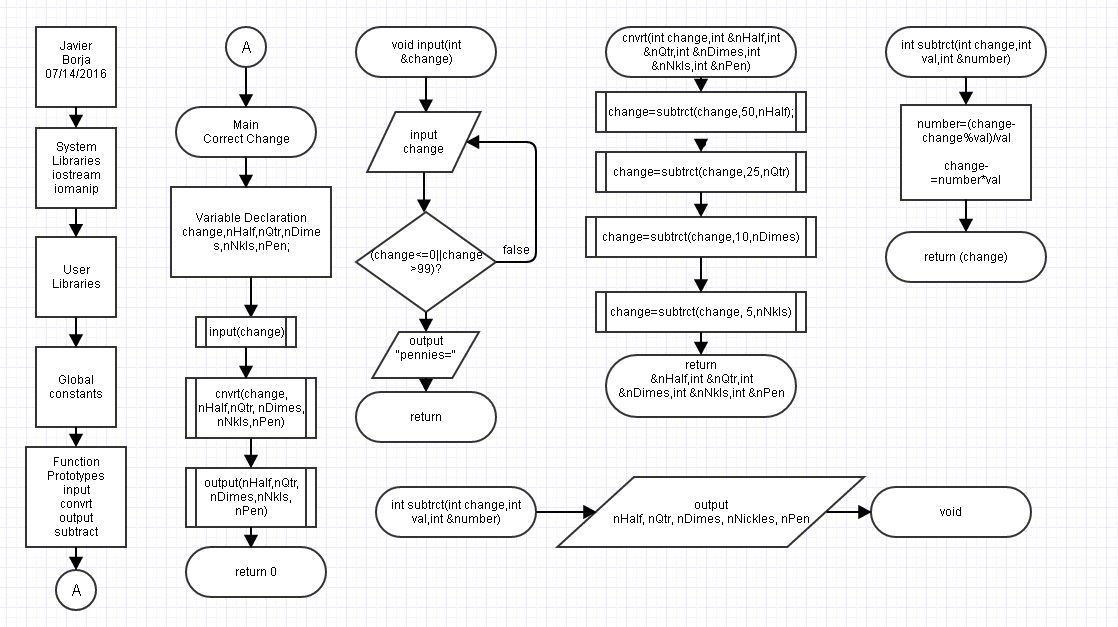 Javier
Borja
07/14/2016
System
Libraries
iostream
iomanip
User
Libraries
Global
constants
Function
Prototypes
input
convrt
output
subtract
A
A
Main
Correct Change
Variable Declaration
change,nHalf,nQtr,nDime
s,nNkls,nPen;
input(change)
cnvrt(change,
nHalf,nQtr, nDimes,
nNkls,nPen)
output(nHalf,nQtr,
nDimes,nNkls,
nPen)
return 0
void input(int
&change)
input
change
(change<=0||change
>99)?
false
output
"pennies="
return
cnvrt(int change,int &nHalf,int
&nQtr,int &nDimes,int
&nNkls,int &nPen)
change=subtrct(change,50,nHalf);
change=subtrct(change,25,nQtr)
change=subtrct(change,10,nDimes)
change=subtrct(change, 5,nNkls)
return
&nHalf,int &nQtr,int
&nDimes,int &nNkls,int &nPen
int subtrct(int change,int
val,int &number)
number=(change-
change%val)/val
change-
=number*val
return (change)
int subtrct(int change,int
val,int &number)
output
nHalf, nQtr, nDimes, nNickles, nPen
void